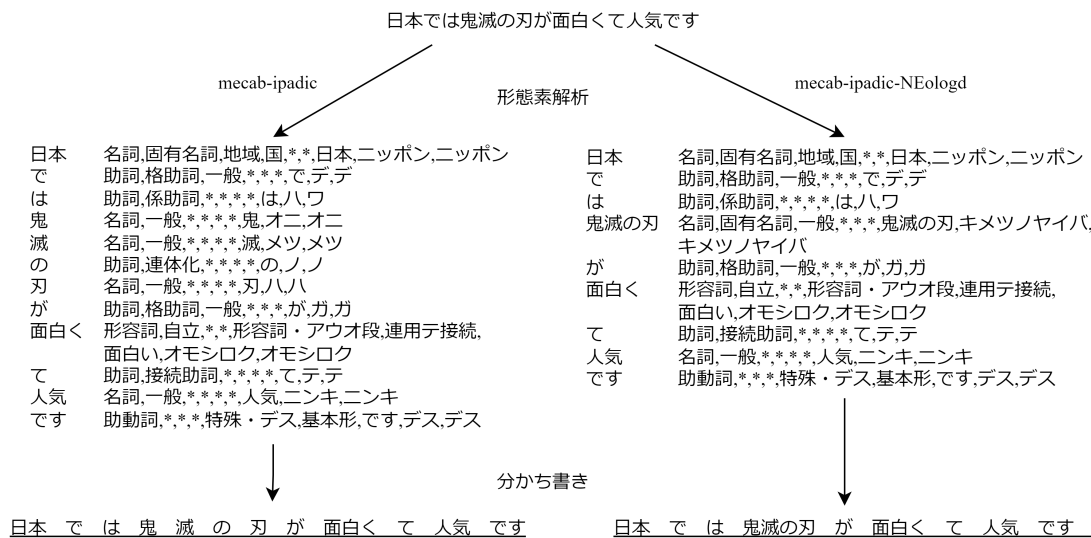 日本では鬼滅の刃が面白くて人気です
mecab-ipadic
mecab-ipadic-NEologd
形態素解析
日本 名詞,固有名詞,地域,国,*,*,日本,ニッポン,ニッポン
で 助詞,格助詞,一般,*,*,*,で,デ,デ
は 助詞,係助詞,*,*,*,*,は,ハ,ワ
鬼 名詞,一般,*,*,*,*,鬼,オニ,オニ
滅 名詞,一般,*,*,*,*,滅,メツ,メツ
の 助詞,連体化,*,*,*,*,の,ノ,ノ
刃 名詞,一般,*,*,*,*,刃,ハ,ハ
が 助詞,格助詞,一般,*,*,*,が,ガ,ガ
面白く 形容詞,自立,*,*,形容詞・アウオ段,連用テ接続,
面白い,オモシロク,オモシロク
て 助詞,接続助詞,*,*,*,*,て,テ,テ
人気 名詞,一般,*,*,*,*,人気,ニンキ,ニンキ
です 助動詞,*,*,*,特殊・デス,基本形,です,デス,デス
日本 名詞,固有名詞,地域,国,*,*,日本,ニッポン,ニッポン
で 助詞,格助詞,一般,*,*,*,で,デ,デ
は 助詞,係助詞,*,*,*,*,は,ハ,ワ
鬼滅の刃 名詞,固有名詞,一般,*,*,*,鬼滅の刃,キメツノヤイバ,
キメツノヤイバ
が 助詞,格助詞,一般,*,*,*,が,ガ,ガ
面白く 形容詞,自立,*,*,形容詞・アウオ段,連用テ接続,
面白い,オモシロク,オモシロク
て 助詞,接続助詞,*,*,*,*,て,テ,テ
人気 名詞,一般,*,*,*,*,人気,ニンキ,ニンキ
です 助動詞,*,*,*,特殊・デス,基本形,です,デス,デス
分かち書き
日本 で は 鬼 滅 の 刃 が 面白く て 人気 です
日本 で は 鬼滅の刃 が 面白く て 人気 です